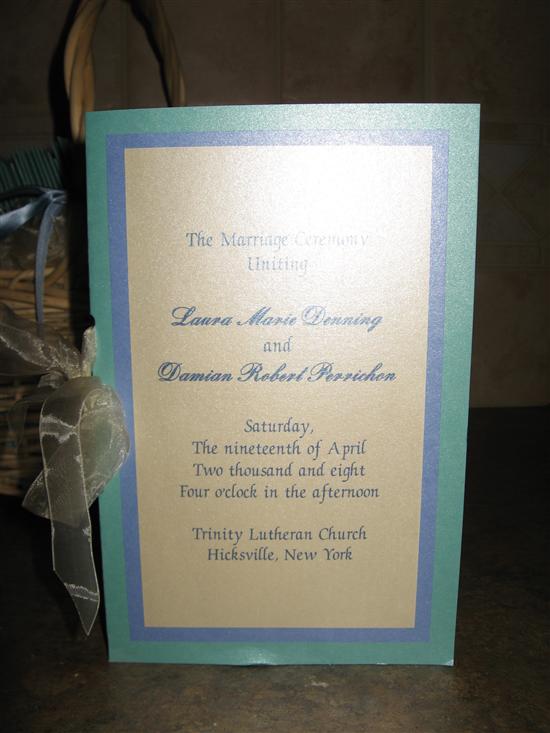 The Marriage Ceremony
Uniting
Laura Marie Denning
and
Damian Robert Perrichon
Saturday,
The nineteenth of April
Two thousand and eight
Four o'clock in the afternoon
Trinity Lutheran Church
Hicksville, New York